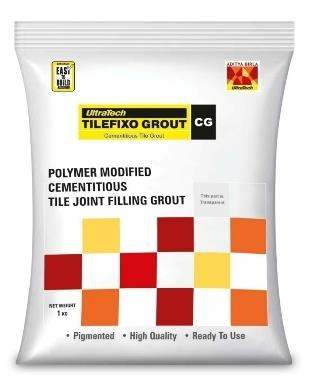 EASY
TO
BUILD
ADITYA BIRLA
UltraTech
UltraTech
TILEFIXO GROUT CG
Cementitious Tile Grout
POLYMER MODIFIED
CEMENTITIOUS
TILE JOINT FILLING GROUT
This part is
Transparent
NET WEIGHT
1 KG
• Pigmented • High Quality • Ready To Use